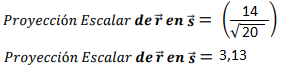 Proyección Escalar de r⃗ en s⃗ = (14/√20)
Proyección Escalar de r⃗ en s⃗ = 3,13